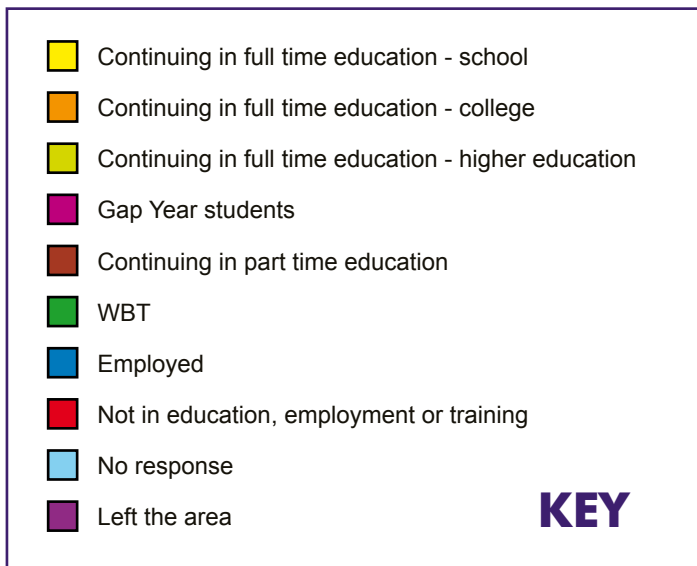 Continuing in full time education - school
Continuing in full time education - college
Continuing in full time education - higher education
Gap Year students
Continuing in part time education
WBT
Employed
Not in education, employment or training
No response
Left the area
KEY